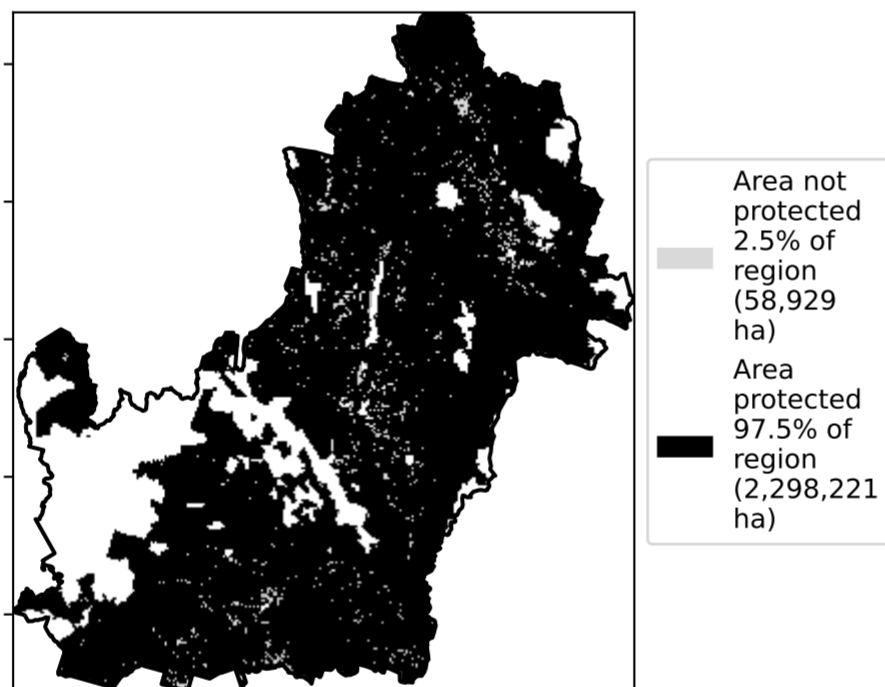 Area not
protected
2.5% of
region
(58,929
ha)
Area
protected
97.5% of
region
(2,298,221
ha)